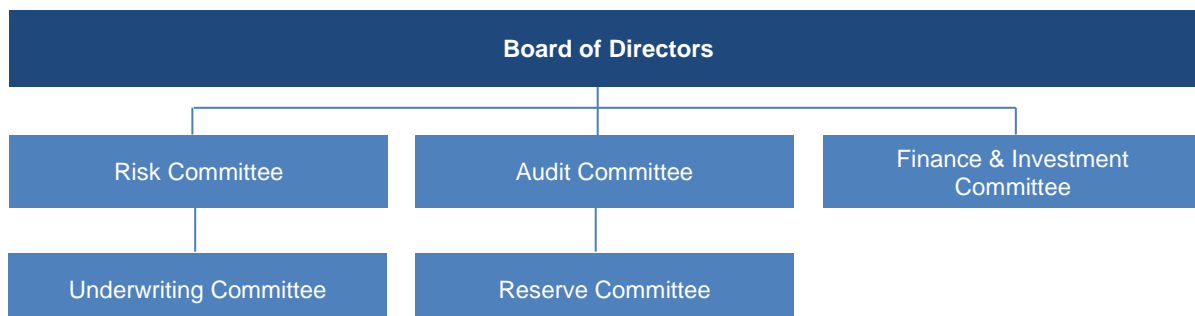 Board of Directors
Risk Committee
Audit Committee
Finance & Investment
Committee
Underwriting Committee
Reserve Committee